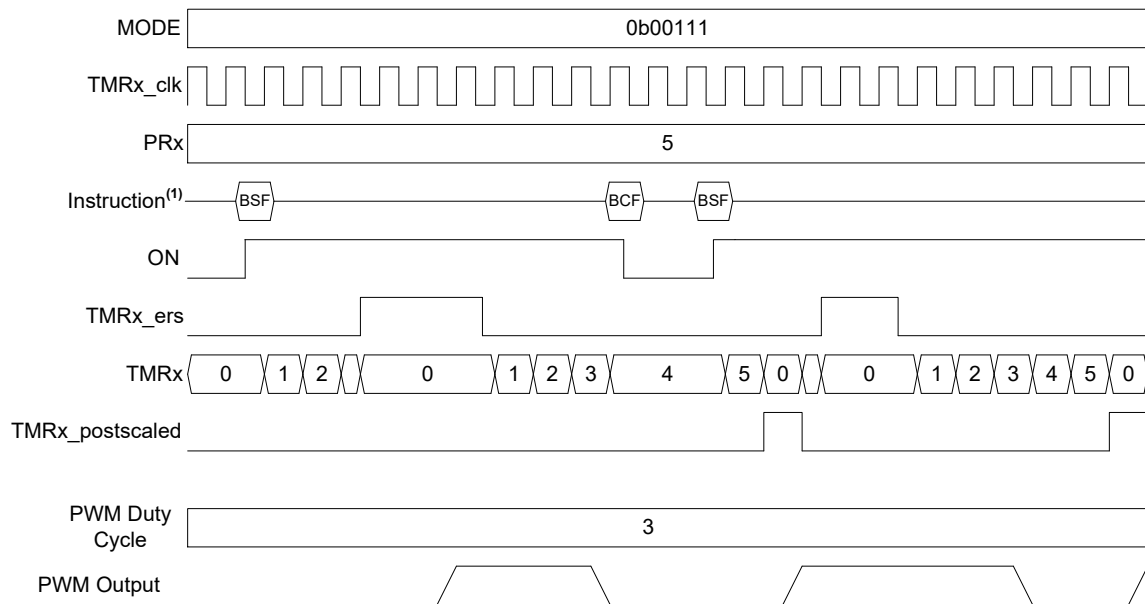 MODE 0b00111
TMRx_clk
PRx 5
Instruction(1) BSF BCF BSF
ON
TMRx_ers
TMRx 0 1 2 0 1 2 3 4 5 0 0 1 2 3 4 5 0
TMRx_postscaled
PWM Duty
Cycle
3
PWM Output